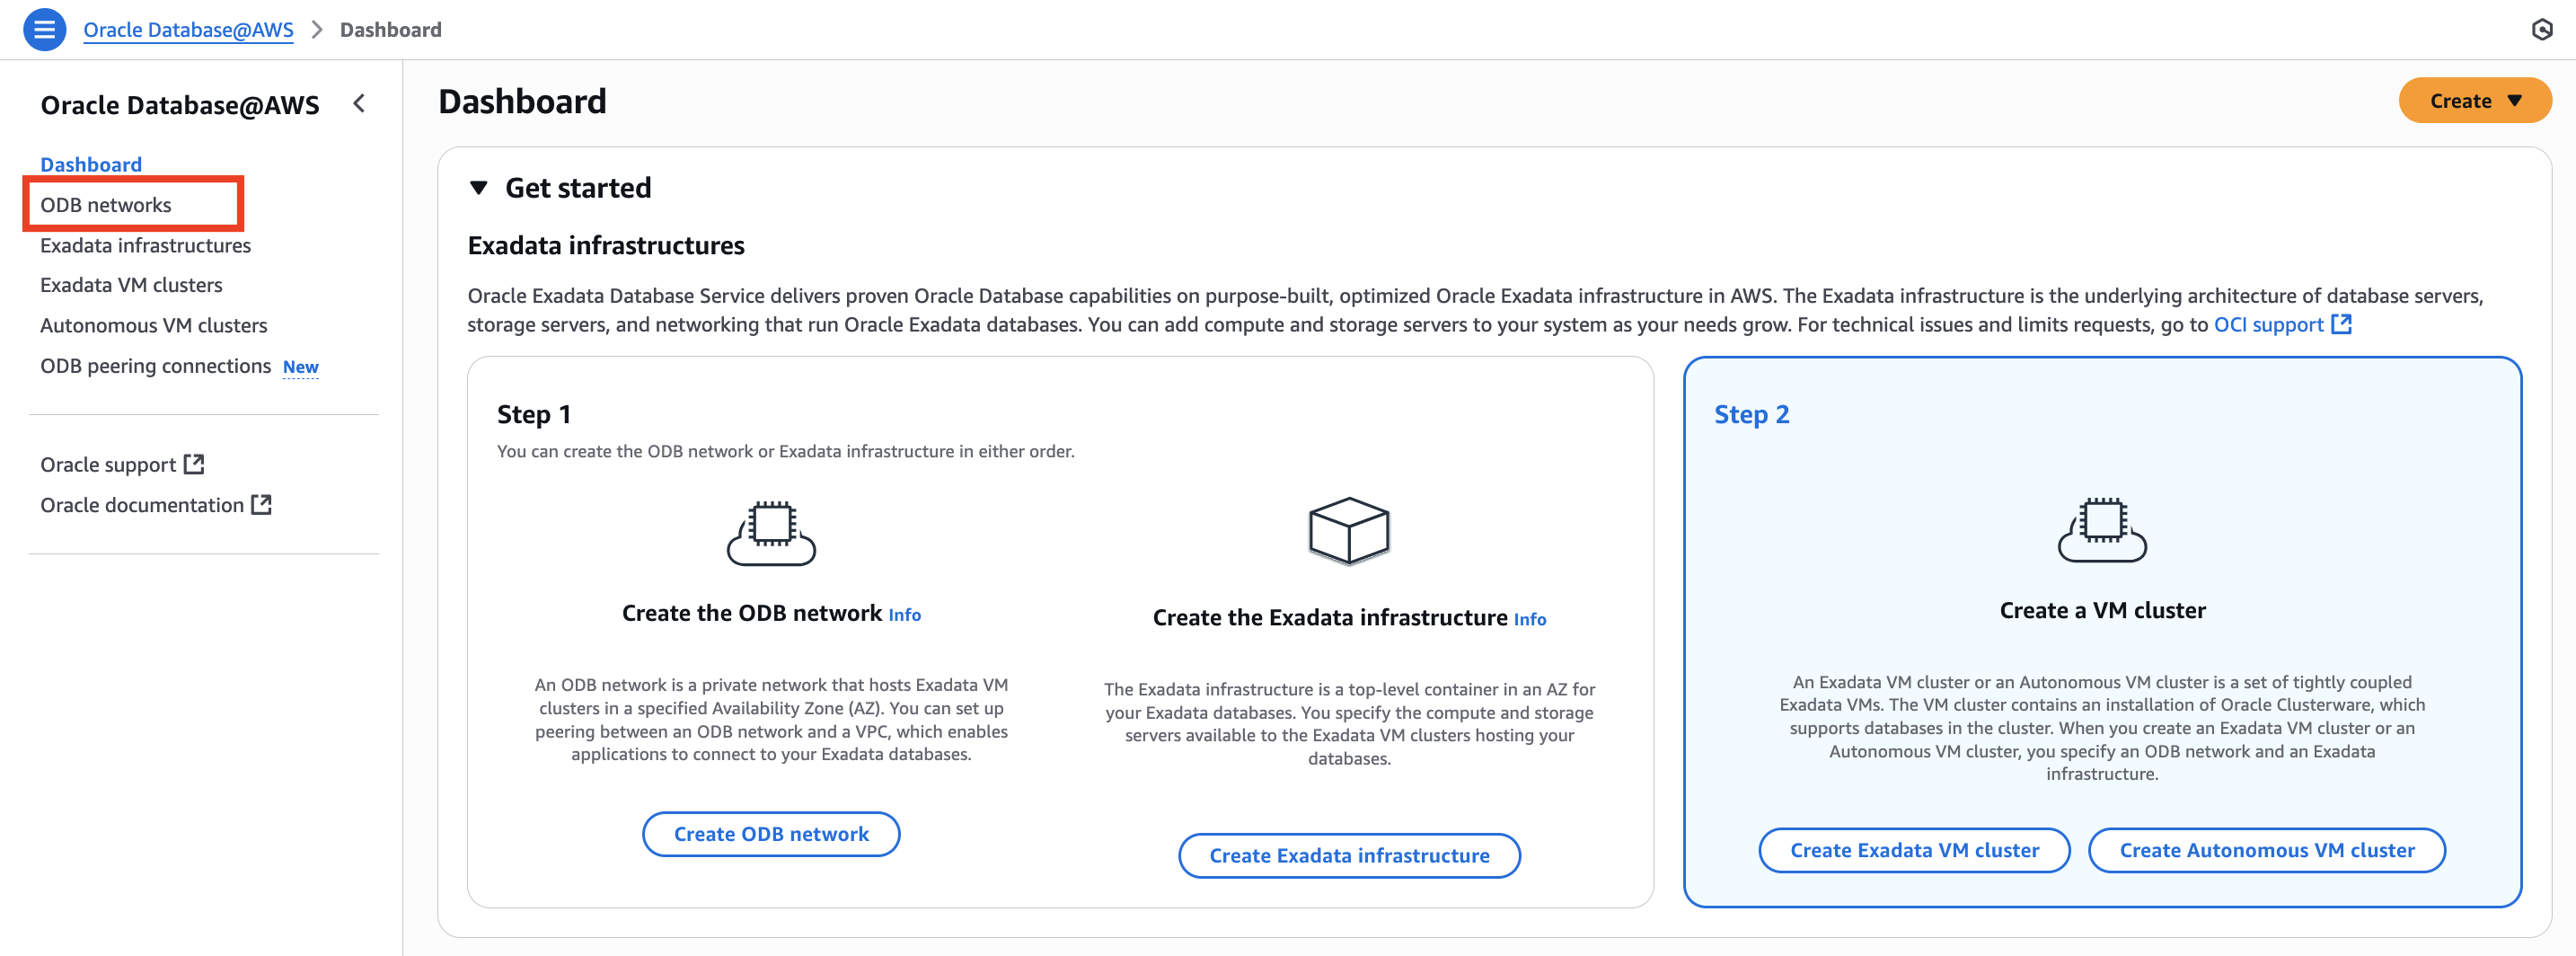 Oracle Database@AWS > Dashboard
Oracle Database@AWS
Dashboard
ODB networks
Exadata infrastructures
Exadata VM clusters
Autonomous VM clusters
ODB peering connections New
Oracle support
Oracle documentation
Dashboard
Create
Get started
Exadata infrastructures
Oracle Exadata Database Service delivers proven Oracle Database capabilities on purpose-built, optimized Oracle Exadata infrastructure in AWS. The Exadata infrastructure is the underlying architecture of database servers,
storage servers, and networking that run Oracle Exadata databases. You can add compute and storage servers to your system as your needs grow. For technical issues and limits requests, go to OCI support
Step 1
You can create the ODB network or Exadata infrastructure in either order.
Create the ODB network Info
An ODB network is a private network that hosts Exadata VM
clusters in a specified Availability Zone (AZ). You can set up
peering between an ODB network and a VPC, which enables
applications to connect to your Exadata databases.
Create ODB network
Create the Exadata infrastructure Info
The Exadata infrastructure is a top-level container in an AZ for
your Exadata databases. You specify the compute and storage
servers available to the Exadata VM clusters hosting your
databases.
Create Exadata infrastructure
Step 2
Create a VM cluster
An Exadata VM cluster or an Autonomous VM cluster is a set of tightly coupled
Exadata VMs. The VM cluster contains an installation of Oracle Clusterware, which
supports databases in the cluster. When you create an Exadata VM cluster or an
Autonomous VM cluster, you specify an ODB network and an Exadata
infrastructure.
Create Exadata VM cluster
Create Autonomous VM cluster